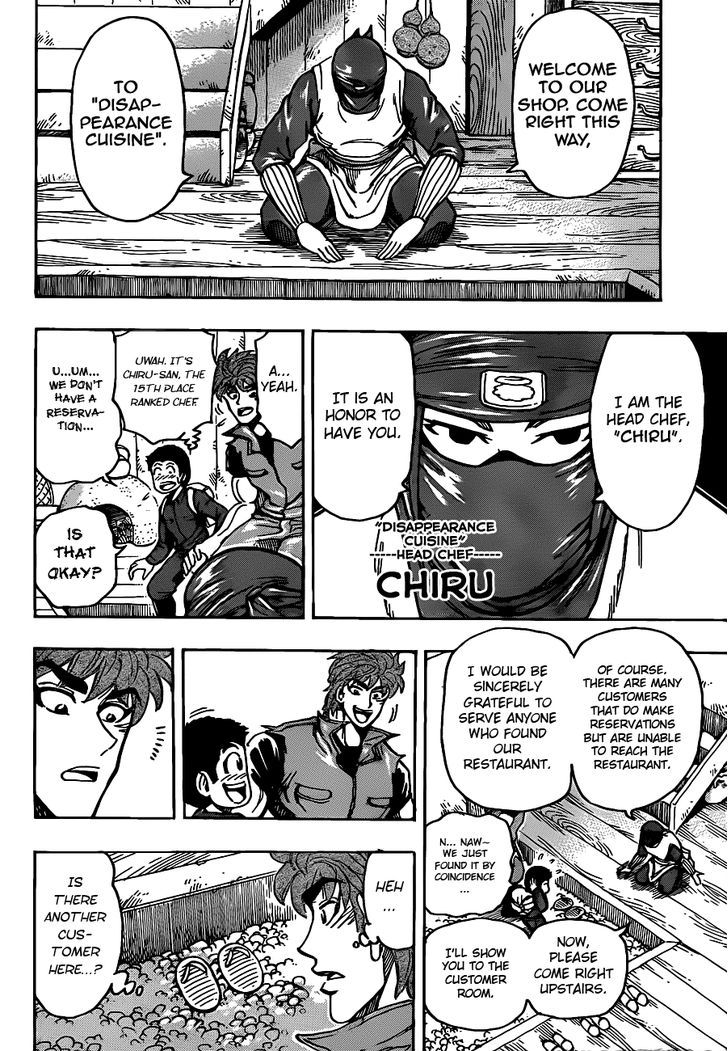 WELCOME
TO OUR
SHOP. COME
RIGHT THIS
WAY,
TO
"DISAP-
PEARANCE
CUISINE".
I AM THE
HEAD CHEF,
"CHIRU".
IT IS AN
HONOR TO
HAVE YOU.
"DISAPPEARANCE
CUISINE"
-----HEAD CHEF-----
CHIRU
A...
YEAH.
UWAH. IT'S
CHIRU-SAN, THE
15TH PLACE
RANKED CHEF.
U...UM...
WE DON'T
HAVE A
RESERVA-
TION...
IS
THAT
OKAY?
OF COURSE.
THERE ARE MANY
CUSTOMERS
THAT DO MAKE
RESERVATIONS
BUT ARE UNABLE
TO REACH THE
RESTAURANT.
I WOULD BE
SINCERELY
GRATEFUL TO
SERVE ANYONE
WHO FOUND
OUR
RESTAURANT.
N... NAW~
WE JUST
FOUND IT BY
COINCIDENCE
...
NOW,
PLEASE
COME RIGHT
UPSTAIRS.
I'LL SHOW
YOU TO THE
CUSTOMER
ROOM.
HEH
...
IS
THERE
ANOTHER
CUS-
TOMER
HERE...?